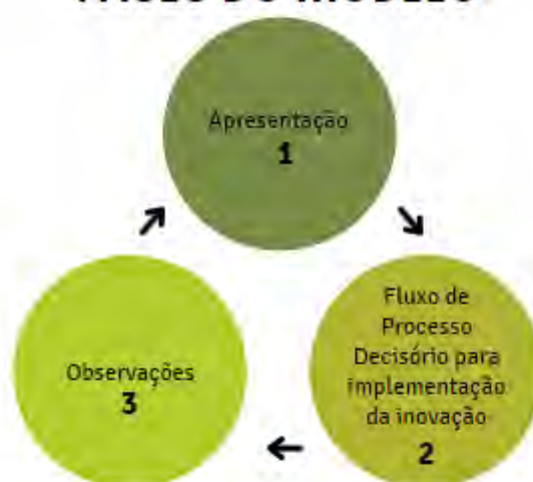 Apresentação
1
Fluxo de
Processo
Decisório para
implementação
da inovação
2
Observações
3